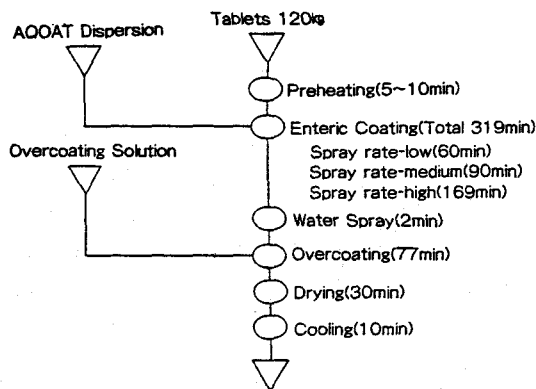 Tablets 120kg
AQOAT Dispersion
Preheating(5~10min)
Enteric Coating(Total 319min)
Spray rate-low(60min)
Spray rate-medium(90min)
Spray rate-high(169min)
Overcoating Solution
Water Spray(2min)
Overcoating(77min)
Drying(30min)
Cooling(10min)